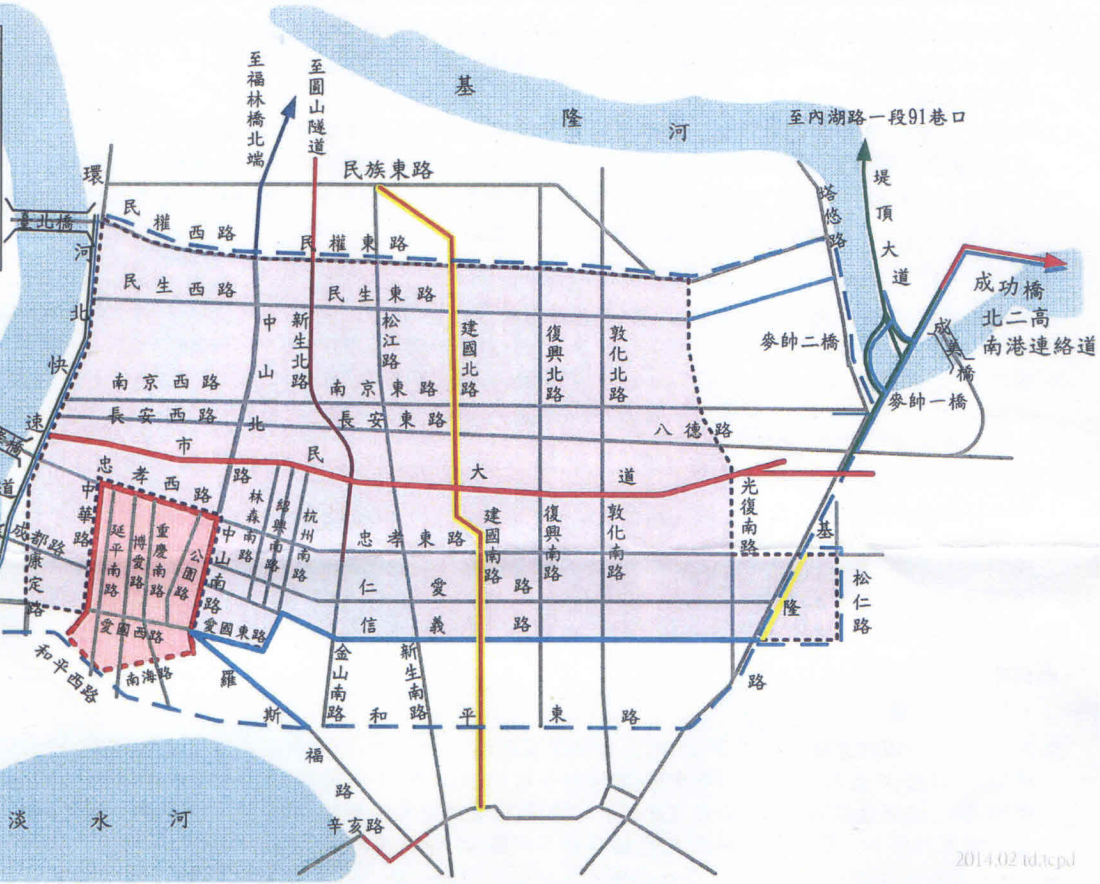 基隆河
至內湖路一段91巷口
至福林橋北端
至圓山隧道
民族東路
環河北快速道
臺北橋
民權西路
民權東路
塔悠路
堤頂大道
成功橋
北二高
南港連絡道
成美橋
麥帥二橋
麥帥一橋
民生西路
民生東路
中山北路
新生北路
松江路
建國北路
復興北路
敦化北路
南京西路
南京東路
長安西路
長安東路
八德路
市民大道
忠孝西路
中華路
延平南路
博愛路
重慶南路
公園路
中山南路
林森南路
紹興南路
杭州南路
忠孝東路
建國南路
復興南路
敦化南路
光復南路
基隆路
松仁路
成都路
康定路
仁愛路
信義路
愛國西路
愛國東路
和平西路
南海路
羅斯福路
金山南路
新生南路
和平東路
辛亥路
淡水河
2014.02 td.tcpd